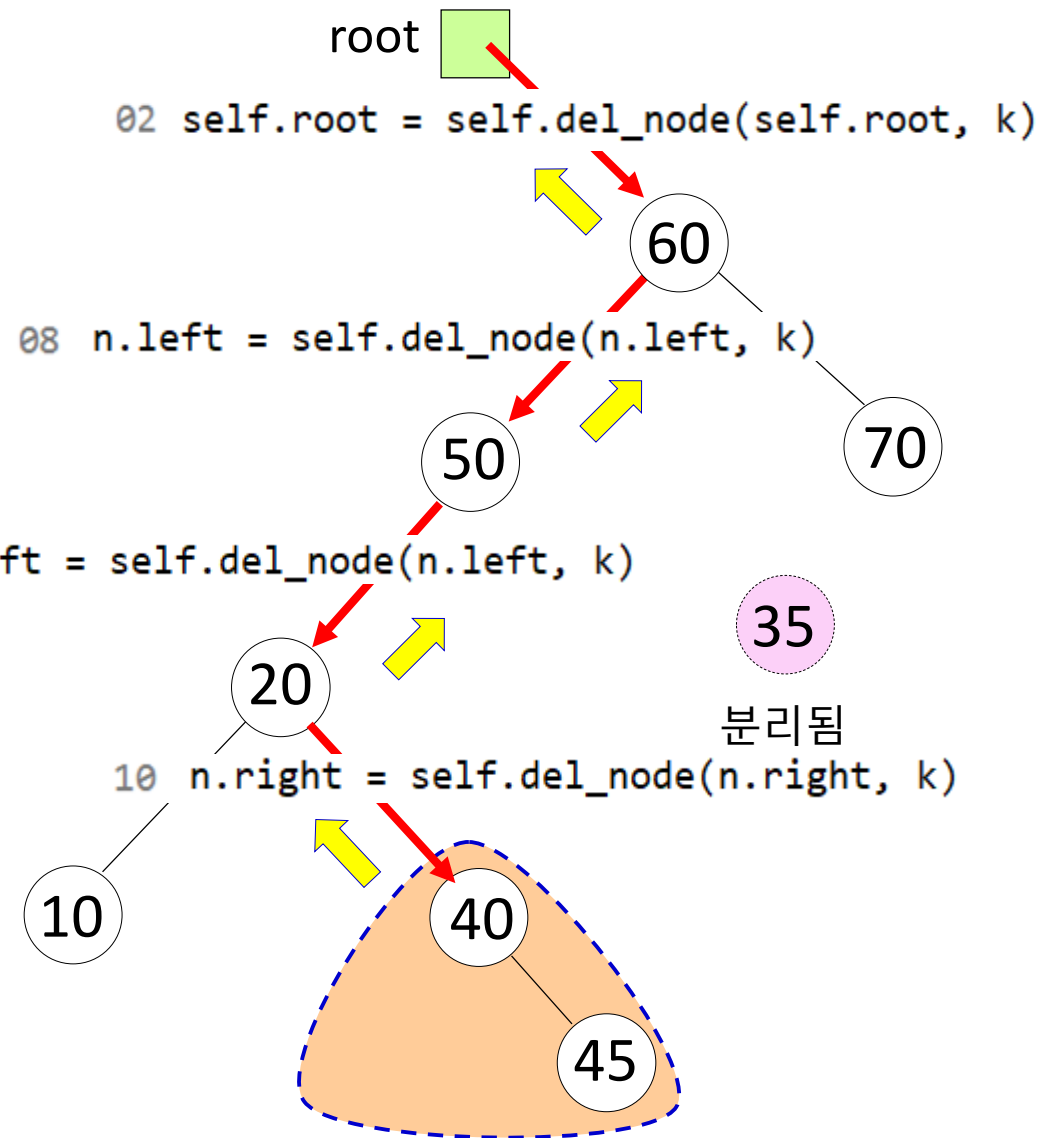 root
02 self.root = self.del_node(self.root, k)
60
08 n.left = self.del_node(n.left, k)
50
70
ft = self.del_node(n.left, k)
35
20
분리됨
10 n.right = self.del_node(n.right, k)
10
40
45